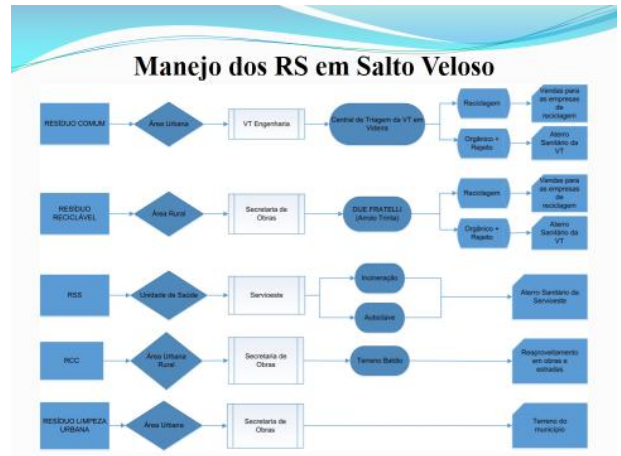 Manejo dos RS em Salto Veloso
RESÍDUO COMUM
Área Urbana
VT Engenharia
Central de Triagem da VT em
Videira
Reciclagem
Vendas para
as empresas
de
reciclagem
Orgânico +
Rejeito
Aterro
Sanitário da
VT
RESÍDUO
RECICLÁVEL
Área Rural
Secretaria de
Obras
DUE FRATELLI
(Arroio Trinta)
Reciclagem
Vendas para
as empresas
de
reciclagem
Orgânico +
Rejeito
Aterro
Sanitário da
VT
RSS
Unidade de Saúde
Servioeste
Incineração
Autoclave
Aterro Sanitário da
Servioeste
RCC
Área Urbana
Rural
Secretaria de
Obras
Terreno Baldio
Reaproveitamento
em obras e
estradas
RESÍDUO LIMPEZA
URBANA
Área Urbana
Secretaria de
Obras
Terreno do
município